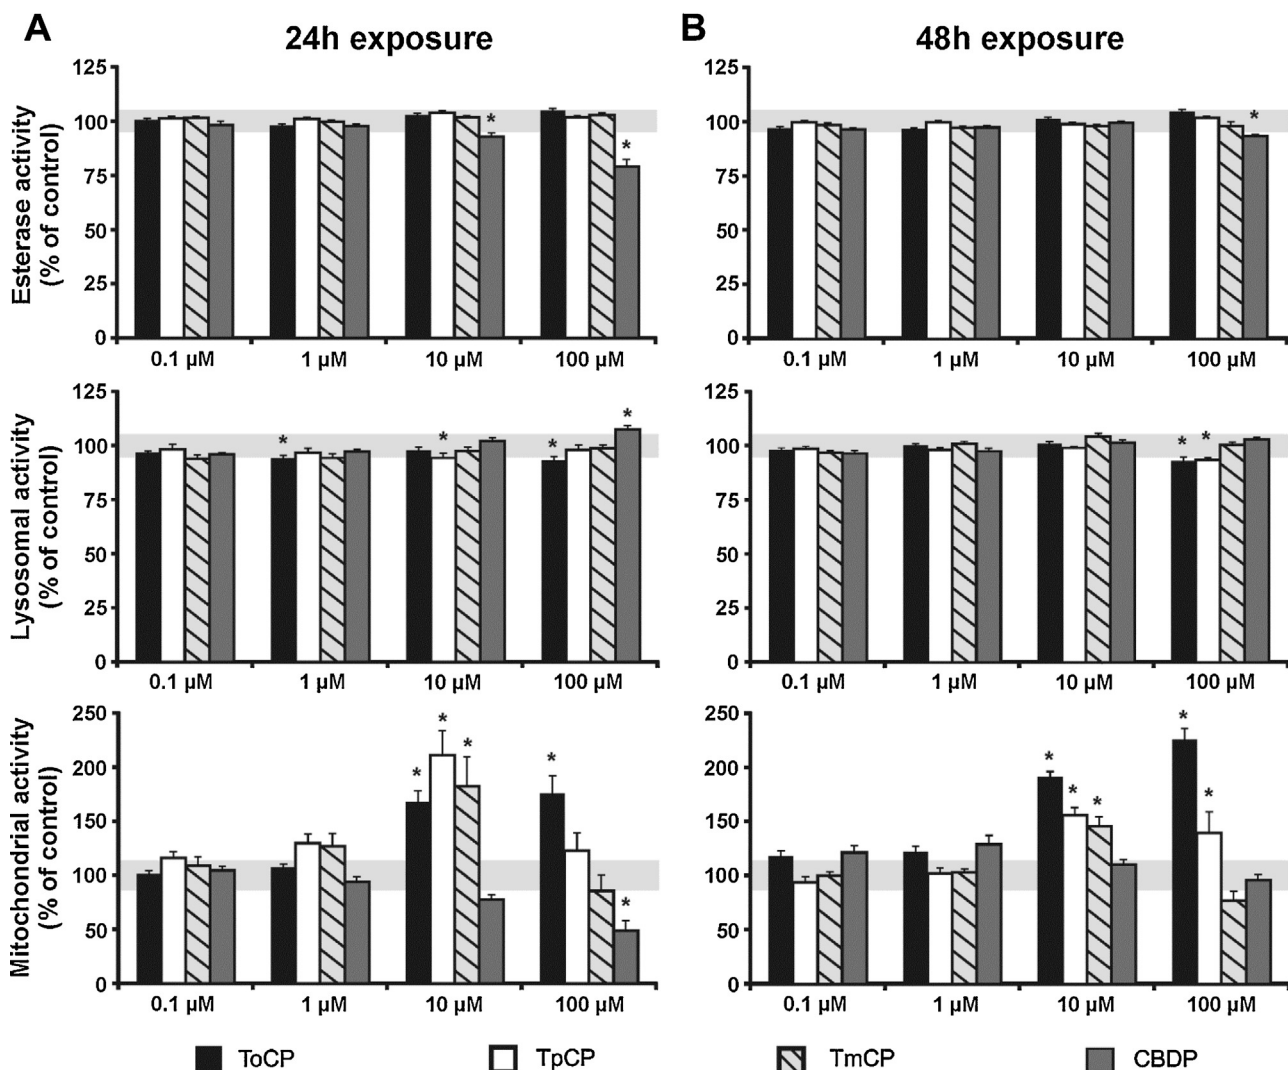 A
24h exposure
B
48h exposure
Esterase activity
(% of control)
125
100
75
50
25
0
*
*
0.1 µM
1 µM
10 µM
100 µM
125
100
75
50
25
0
*
0.1 µM
1 µM
10 µM
100 µM
Lysosomal activity
(% of control)
125
100
75
50
25
0
*
*
*
*
0.1 µM
1 µM
10 µM
100 µM
125
100
75
50
25
0
*
*
0.1 µM
1 µM
10 µM
100 µM
Mitochondrial activity
(% of control)
250
200
150
100
50
0
*
*
*
*
*
0.1 µM
1 µM
10 µM
100 µM
250
200
150
100
50
0
*
*
*
*
*
0.1 µM
1 µM
10 µM
100 µM
ToCP
TpCP
TmCP
CBDP